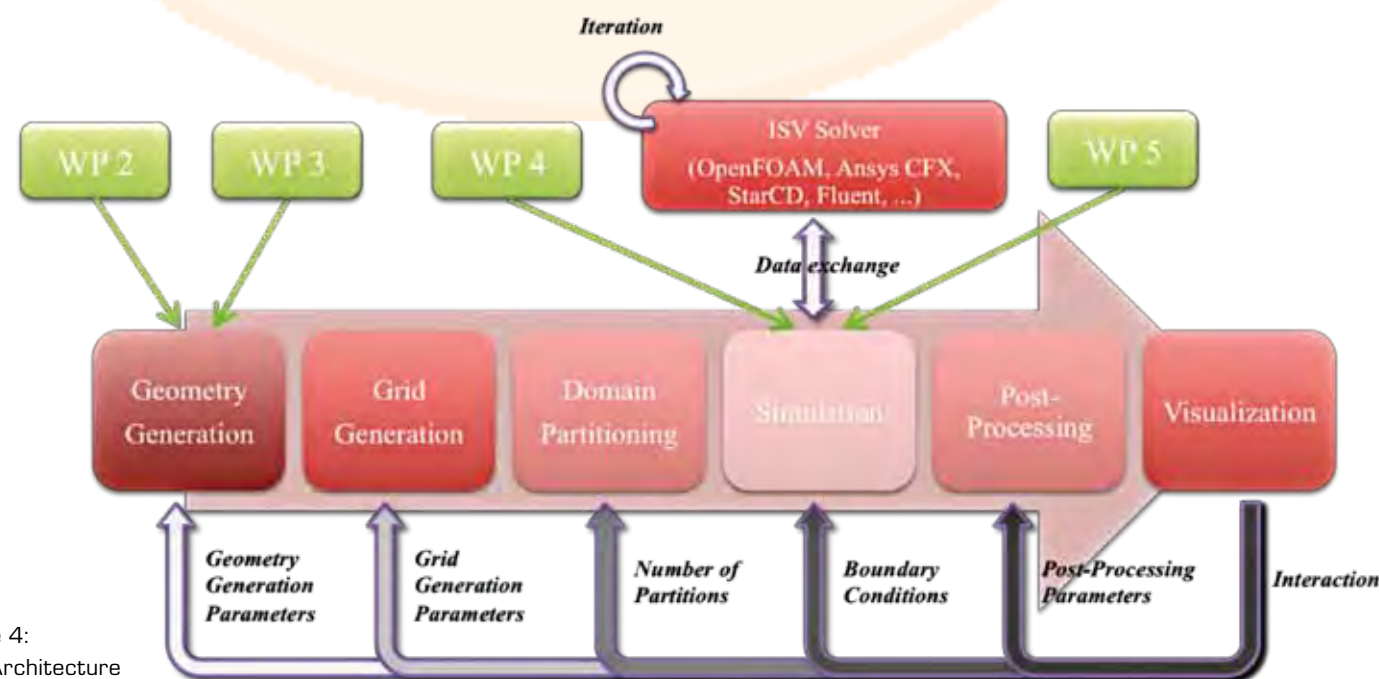 Iteration
WP 2
WP 3
WP 4
ISV Solver
(OpenFOAM, Ansys CFX,
StarCD, Fluent, ...)
WP 5
Data exchange
Geometry
Generation
Grid
Generation
Domain
Partitioning
Simulation
Post-
Processing
Visualization
Geometry
Generation
Parameters
Grid
Generation
Parameters
Number of
Partitions
Boundary
Conditions
Post-Processing
Parameters
Interaction
4:
Architecture